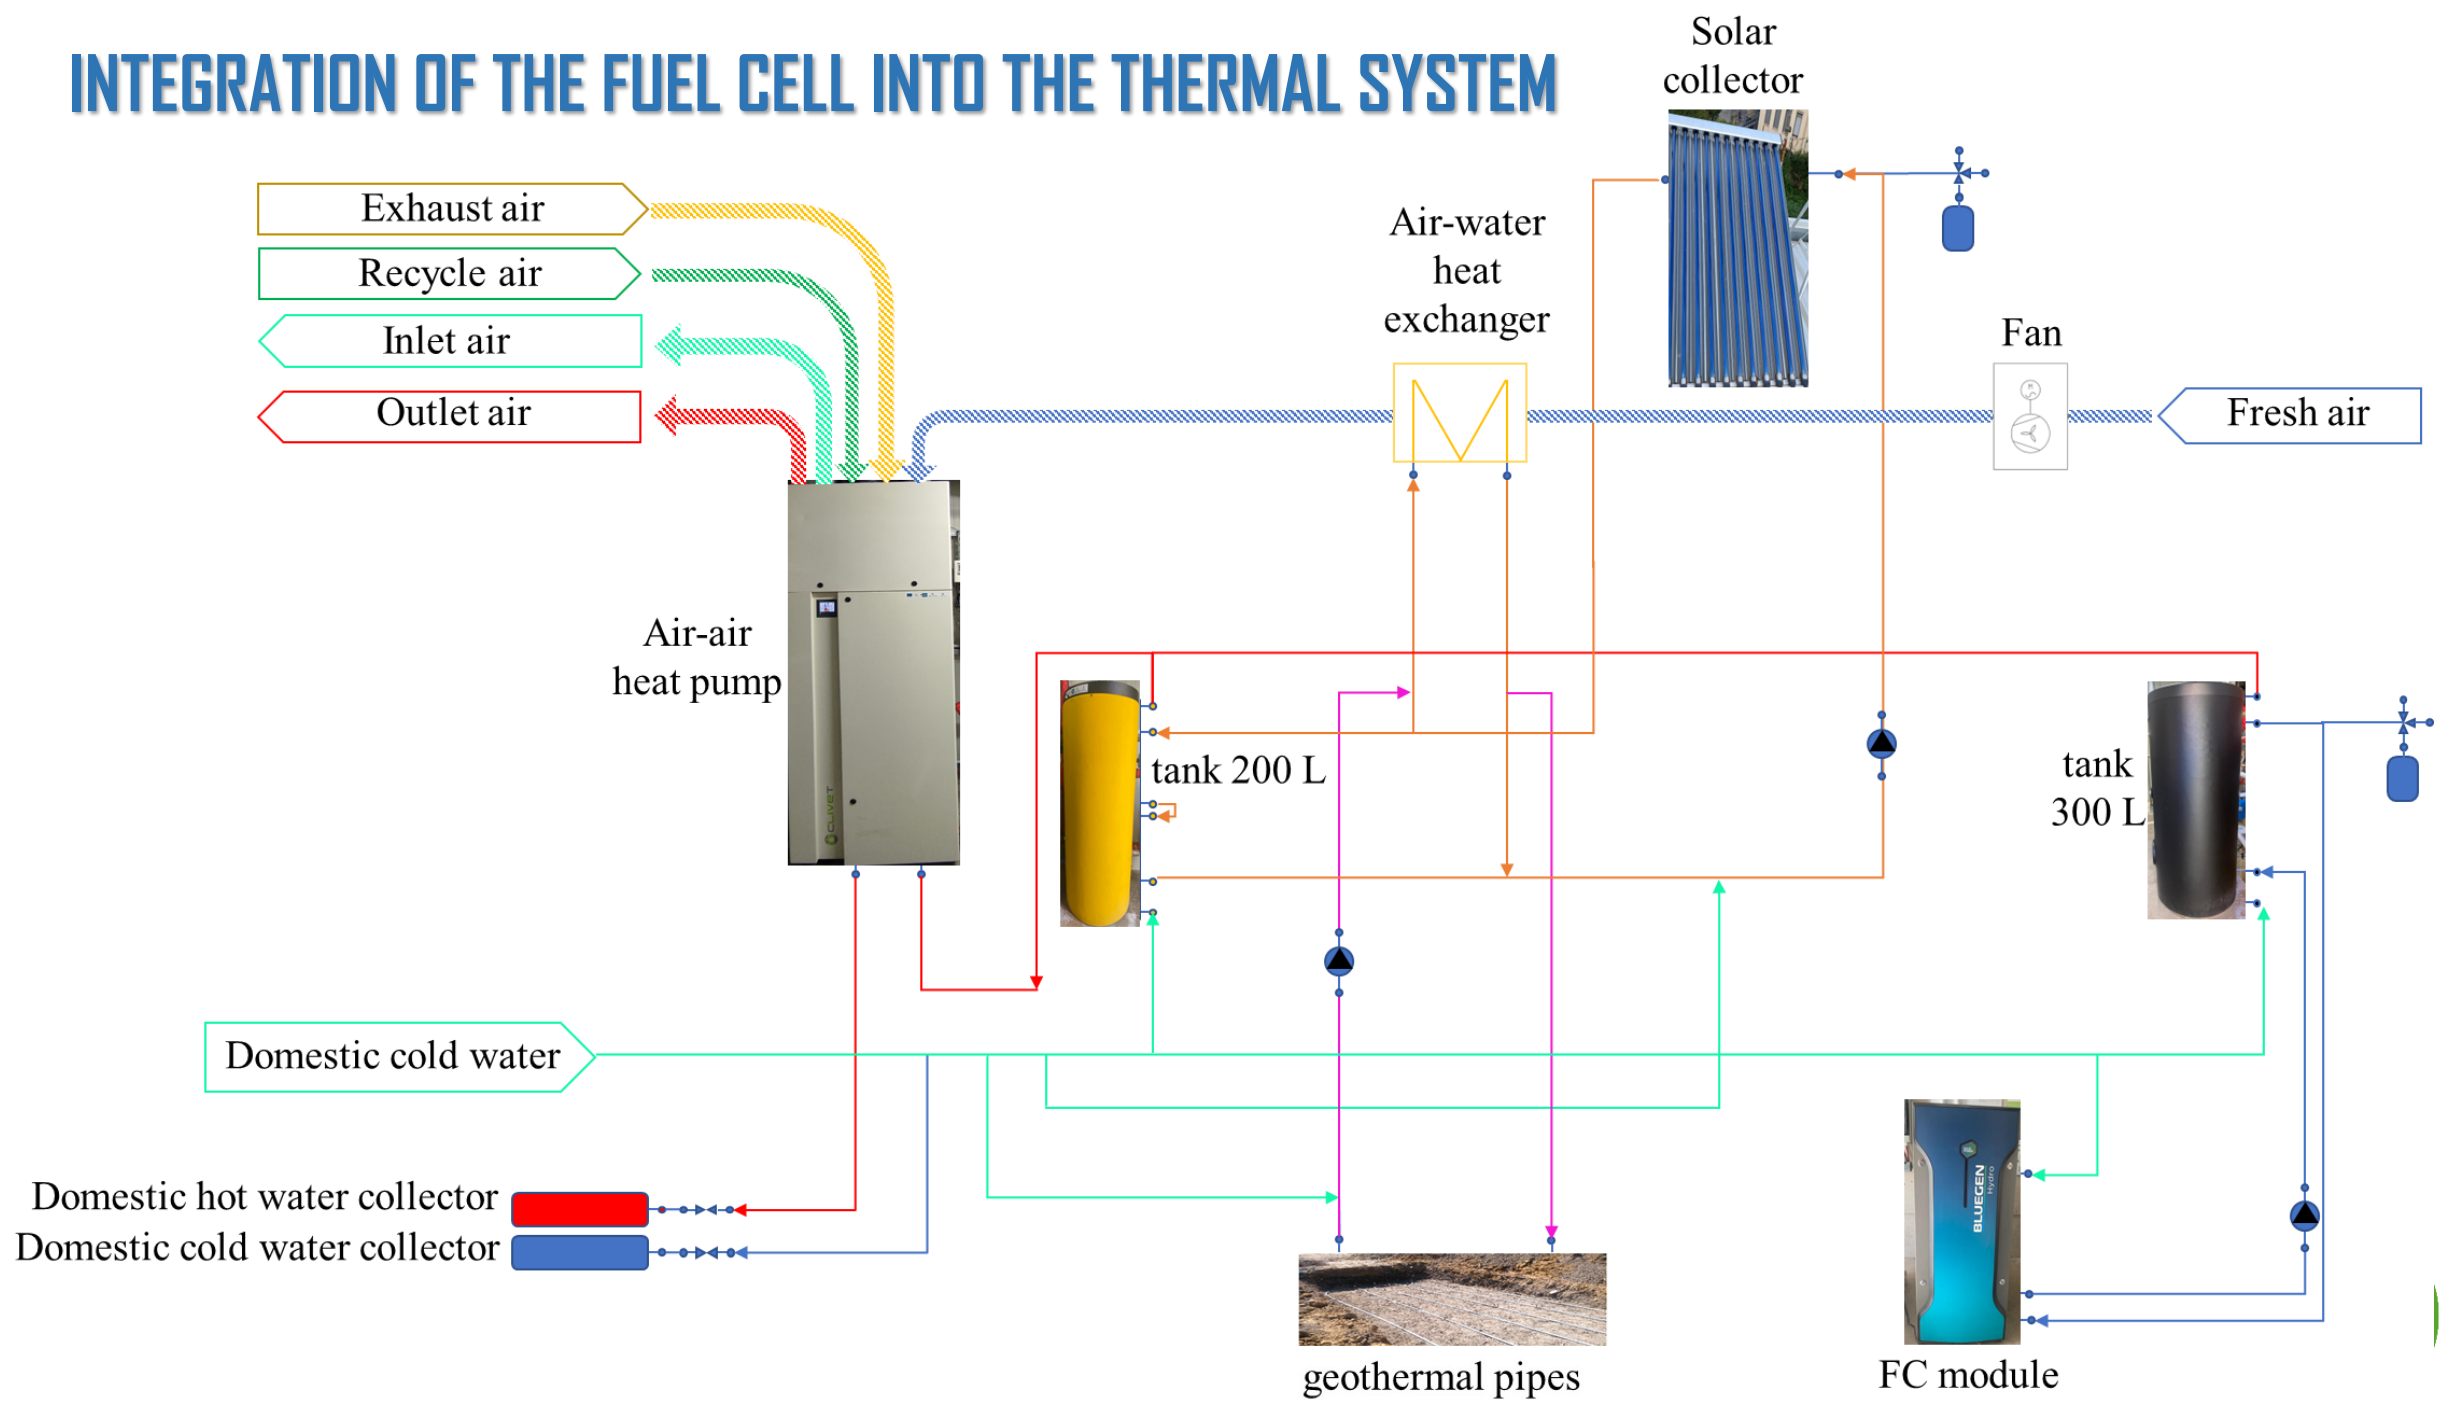 INTEGRATION OF THE FUEL CELL INTO THE THERMAL SYSTEM
Solar
collector
Exhaust air
Recycle air
Inlet air
Outlet air
Air-water
heat
exchanger
Fan
Fresh air
Air-air
heat pump
CLIVET
tank 200 L
tank
300 L
Domestic cold water
Domestic hot water collector
Domestic cold water collector
BLUEGEN
Hydro
geothermal pipes
FC module